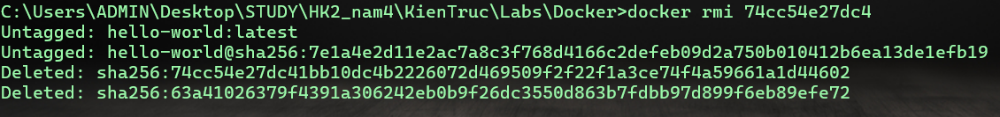 C:\Users\ADMIN\Desktop\STUDY\HK2_nam4\KienTruc\Labs\Docker>docker rmi 74cc54e27dc4
Untagged: hello-world:latest
Untagged: hello-world@sha256:7e1a4e2d11e2ac7a8c3f768d4166c2defeb09d2a750b010412b6ea13de1efb19
Deleted: sha256:74cc54e27dc41bb10dc4b2226072d469509f2f22f1a3ce74f4a59661a1d44602
Deleted: sha256:63a41026379f4391a306242eb0b9f26dc3550d863b7fdbb97d899f6eb89efe72